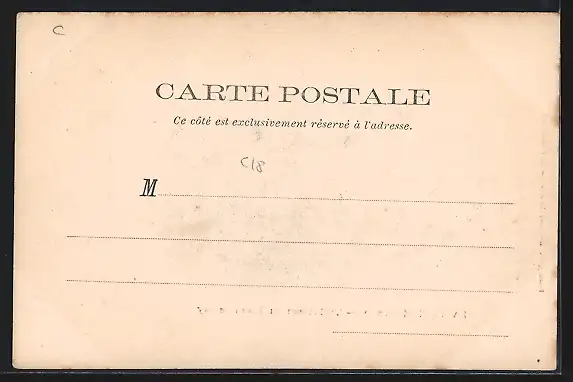 C
CARTE POSTALE
Ce côté est exclusivement réservé à l'adresse.
C18
M